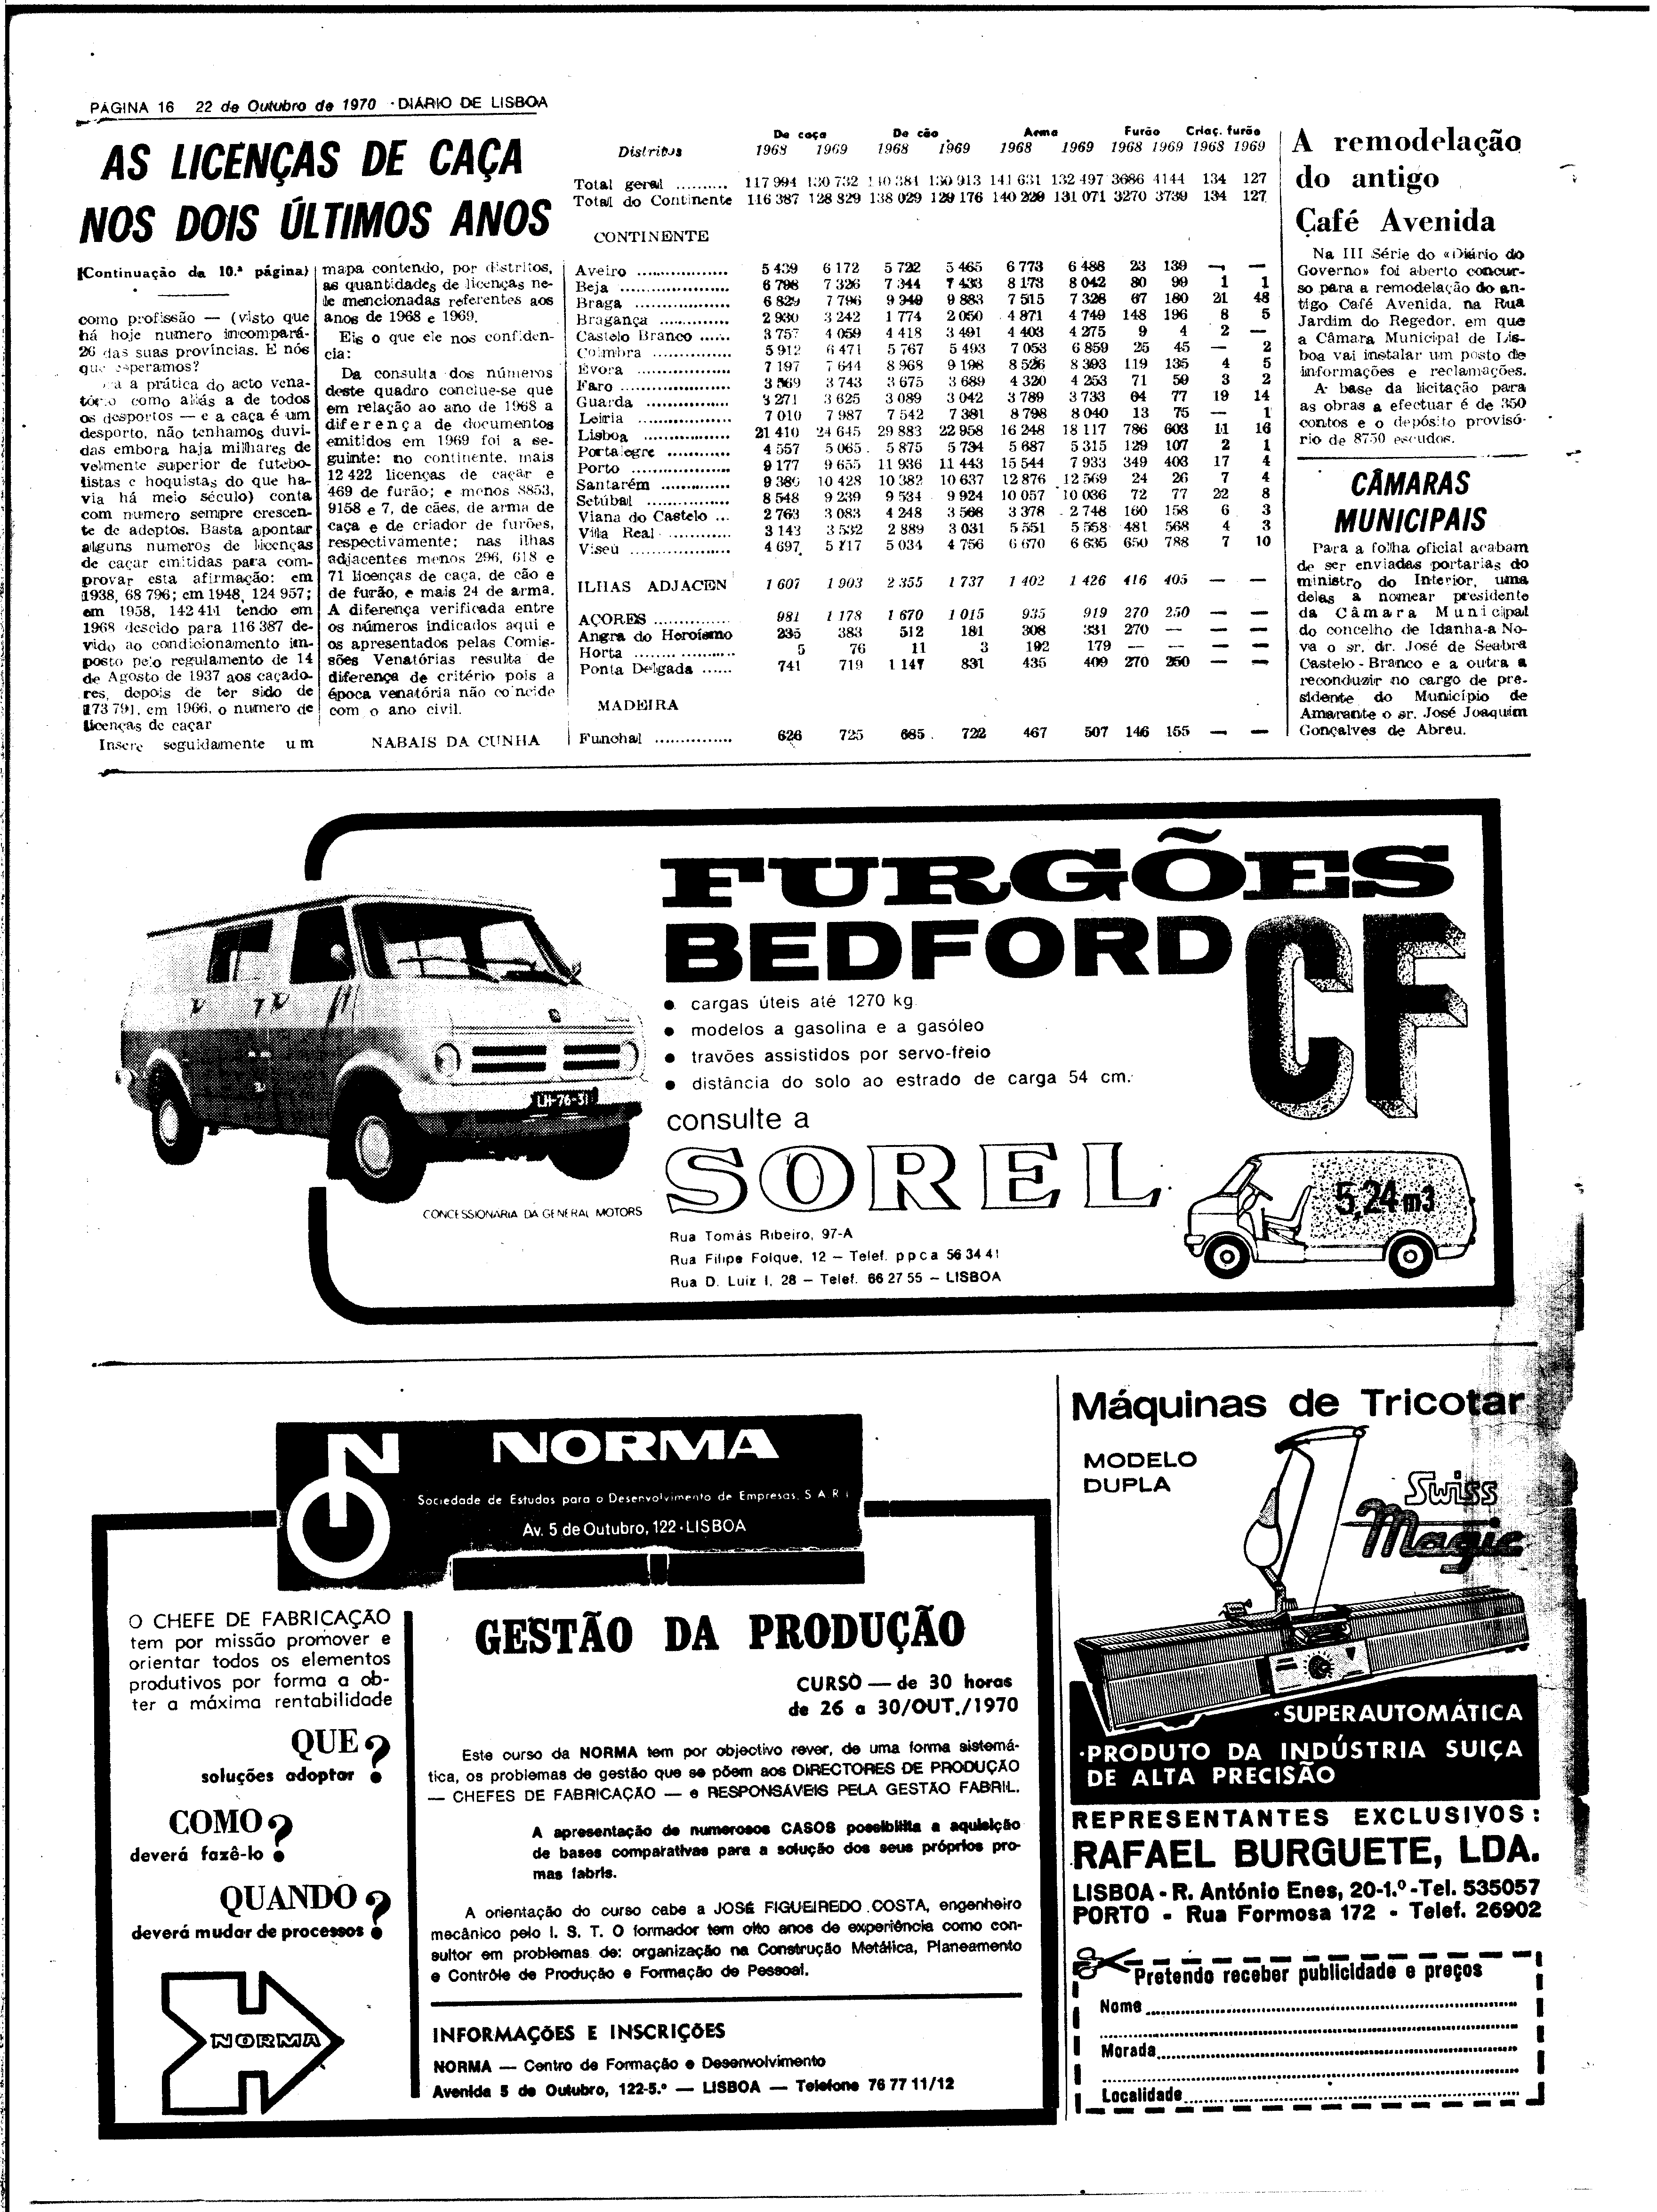 PÁGINA 16 22 de Outubro de 1970 · DIÁRIO DE LISBOA
AS LICENÇAS DE CAÇA
NOS DOIS ÚLTIMOS ANOS
(Continuação da 10.ª página)
como profissão — (visto que
há hoje numero incompará-
26 das suas províncias. E nós
que esperamos?
a a prática do acto vena-
tório como aliás a de todos
os desportos — e a caça é um
desporto, não tenhamos duvi-
das embora haja milhares de
velmente superior de futebo-
listas e hoquistas do que ha-
via há meio século) conta
com numero sempre crescen-
te de adeptos. Basta apontar
alguns numeros de licenças
de caçar emitidas para com-
provar esta afirmação: em
1938, 68 796; em 1948, 124 957;
em 1958, 142 411 tendo em
1968 descido para 116 387 de-
vido ao condicionamento im-
posto pelo regulamento de 14
de Agosto de 1937 aos caçado-
res, depois de ter sido de
173 791, em 1966, o numero de
licenças de caçar
Insere seguidamente um
mapa contendo, por distritos,
as quantidades de licenças ne-
le mencionadas referentes aos
anos de 1968 e 1969.
Eis o que ele nos confiden-
cia:
Da consulta dos números
deste quadro conclue-se que
em relação ao ano de 1968 a
diferença de documentos
emitidos em 1969 foi a se-
guinte: no continente, mais
12 422 licenças de caçar e
469 de furão; e menos 8853,
9158 e 7, de cães, de arma de
caça e de criador de furões,
respectivamente; nas ilhas
adjacentes menos 296, 618 e
71 licenças de caça, de cão e
de furão, e mais 24 de arma.
A diferença verificada entre
os números indicados aqui e
os apresentados pelas Comis-
sões Venatórias resulta de
diferença de critério pois a
época venatória não coincide
com o ano civil.
NABAIS DA CUNHA
De caça De cão Arma Furão Criaç. furão
Distritos 1968 1969 1968 1969 1968 1969 1968 1969 1968 1969
Total geral .......... 117 994 130 732 140 384 130 913 141 631 132 497 3686 4144 134 127
Total do Continente 116 387 128 829 138 029 129 176 140 229 131 071 3270 3739 134 127
CONTINENTE
Aveiro .................. 5 439 6 172 5 722 5 465 6 773 6 488 23 139 — —
Beja ..................... 6 798 7 326 7 344 7 433 8 173 8 042 80 99 1 1
Braga ................... 6 829 7 796 9 949 9 883 7 515 7 328 67 180 21 48
Bragança .............. 2 930 3 242 1 774 2 050 4 871 4 749 148 196 8 5
Castelo Branco ...... 3 757 4 059 4 418 3 491 4 403 4 275 9 4 2 —
Coimbra ................ 5 912 6 471 5 767 5 493 7 053 6 859 25 45 — 2
Évora .................... 7 197 7 644 8 968 9 198 8 526 8 393 119 135 4 5
Faro ...................... 3 569 3 743 3 675 3 689 4 320 4 253 71 59 3 2
Guarda .................. 3 271 3 625 3 089 3 042 3 789 3 733 64 77 19 14
Leiria .................... 7 010 7 987 7 542 7 381 8 798 8 040 13 75 — 1
Lisboa ................... 21 410 24 645 29 883 22 958 16 248 18 117 786 603 11 16
Portalegre ............. 4 557 5 065 5 875 5 734 5 687 5 315 129 107 2 1
Porto ..................... 9 177 9 655 11 936 11 443 15 544 7 933 349 403 17 4
Santarém ............... 9 386 10 428 10 382 10 637 12 876 12 569 24 26 7 4
Setúbal .................. 8 548 9 239 9 534 9 924 10 057 10 036 72 77 22 8
Viana do Castelo ... 2 763 3 083 4 248 3 568 3 378 2 748 160 158 6 3
Vila Real ............... 3 143 3 532 2 889 3 031 5 551 5 558 481 568 4 3
Viseu ..................... 4 697 5 117 5 034 4 756 6 670 6 635 650 788 7 10
ILHAS ADJACEN 1 607 1 903 2 355 1 737 1 402 1 426 416 405 — —
AÇORES ............... 981 1 178 1 670 1 015 935 919 270 250 — —
Angra do Heroísmo 235 383 512 181 308 331 270 — — —
Horta .................... 5 76 11 3 192 179 — — — —
Ponta Delgada ...... 741 719 1 147 831 435 409 270 250 — —
MADEIRA
Funchal ............... 626 725 685 722 467 507 146 155 — —
A remodelação
do antigo
Café Avenida
Na III Série do «Diário do
Governo» foi aberto concur-
so para a remodelação do an-
tigo Café Avenida, na Rua
Jardim do Regedor, em que
a Câmara Municipal de Lis-
boa vai instalar um posto de
informações e reclamações.
A base da licitação para
as obras a efectuar é de 350
contos e o depósito provisó-
rio de 8750 escudos.
CÂMARAS
MUNICIPAIS
Para a folha oficial acabam
de ser enviadas portarias do
ministro do Interior, uma
delas a nomear presidente
da Câmara Municipal
do concelho de Idanha-a No-
va o sr. dr. José de Seabra
Castelo-Branco e a outra a
reconduzir no cargo de pre-
sidente do Município de
Amarante o sr. José Joaquim
Gonçalves de Abreu.
FURGÕES
BEDFORD CF
• cargas úteis até 1270 kg.
• modelos a gasolina e a gasóleo
• travões assistidos por servo-freio
• distância do solo ao estrado de carga 54 cm.
LH-76-31
consulte a
SOREL
5,24 m3
CONCESSIONARIA DA GENERAL MOTORS
Rua Tomás Ribeiro, 97-A
Rua Filipe Folque, 12 — Telef. ppca 56 34 41
Rua D. Luiz I, 28 — Telef. 66 27 55 — LISBOA
N NORMA
Sociedade de Estudos para o Desenvolvimento de Empresas, S A R L
Av. 5 de Outubro, 122 · LISBOA
O CHEFE DE FABRICAÇÃO
tem por missão promover e
orientar todos os elementos
produtivos por forma a ob-
ter a máxima rentabilidade
QUE?
soluções adoptar
COMO?
deverá fazê-lo
QUANDO?
deverá mudar de processos
NORMA
GESTÃO DA PRODUÇÃO
CURSO — de 30 horas
de 26 a 30/OUT./1970
Este curso da NORMA tem por objectivo rever, de uma forma sistemá-
tica, os problemas de gestão que se põem aos DIRECTORES DE PRODUÇÃO
— CHEFES DE FABRICAÇÃO — e RESPONSÁVEIS PELA GESTÃO FABRIL.
A apresentação de numerosos CASOS possibilita a aquisição
de bases comparativas para a solução dos seus próprios pro-
mas fabris.
A orientação do curso cabe a JOSÉ FIGUEIREDO COSTA, engenheiro
mecânico pelo I. S. T. O formador tem oito anos de experiência como con-
sultor em problemas de: organização na Construção Metálica, Planeamento
e Contrôle de Produção e Formação de Pessoal.
INFORMAÇÕES E INSCRIÇÕES
NORMA — Centro de Formação e Desenvolvimento
Avenida 5 de Outubro, 122-5.º — LISBOA — Telefone 76 77 11/12
Máquinas de Tricotar
MODELO
DUPLA
Swiss
Magic
·SUPERAUTOMÁTICA
·PRODUTO DA INDÚSTRIA SUIÇA
DE ALTA PRECISÃO
REPRESENTANTES EXCLUSIVOS:
RAFAEL BURGUETE, LDA.
LISBOA - R. António Enes, 20-1.º - Tel. 535057
PORTO - Rua Formosa 172 - Telef. 26902
Pretendo receber publicidade e preços
Nome
Morada
Localidade